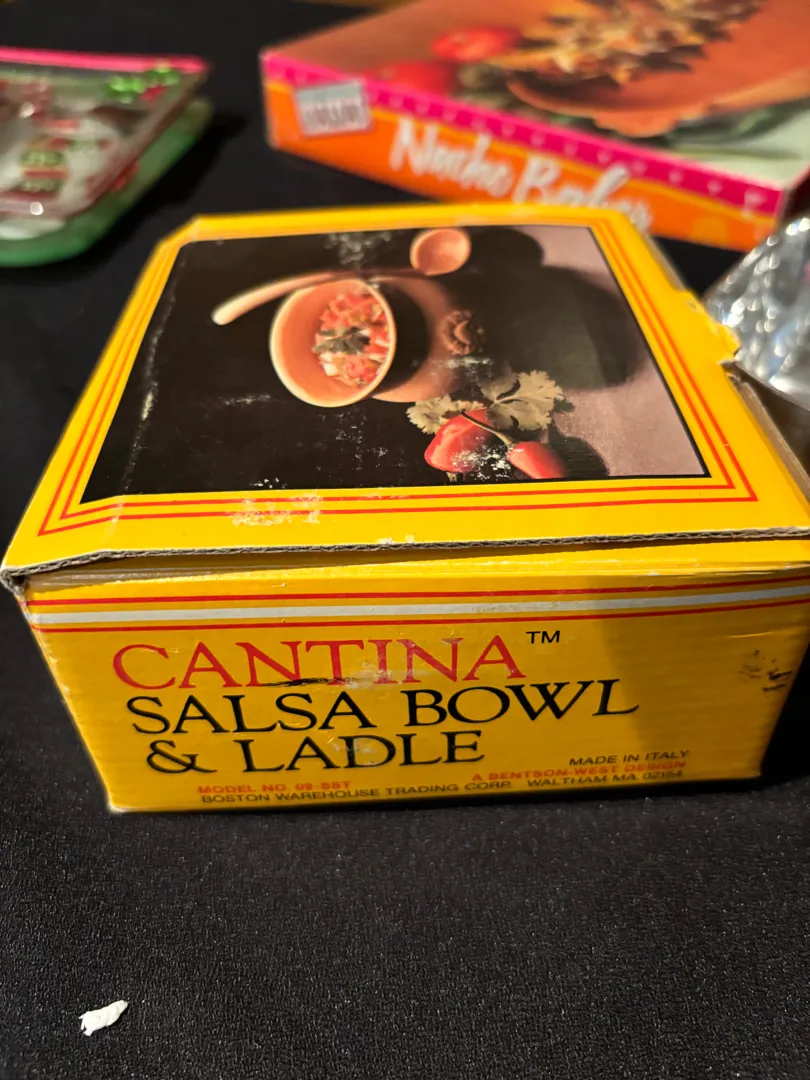 Nacho Baker
CANTINA™
SALSA BOWL
& LADLE
MADE IN ITALY
MODEL NO. 09-SST
A BENTSON-WEST DESIGN
BOSTON WAREHOUSE TRADING CORP. WALTHAM MA 02154